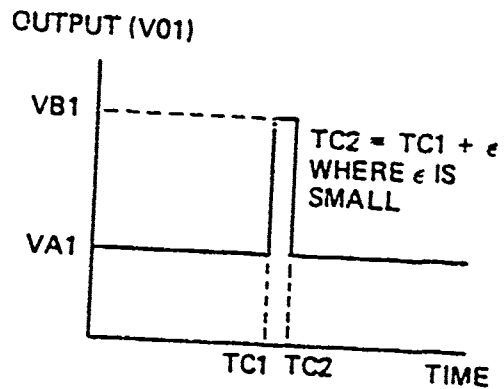 OUTPUT (V01)
VB1
TC2 = TC1 + ϵ
WHERE ϵ IS
SMALL
VA1
TC1 TC2 TIME